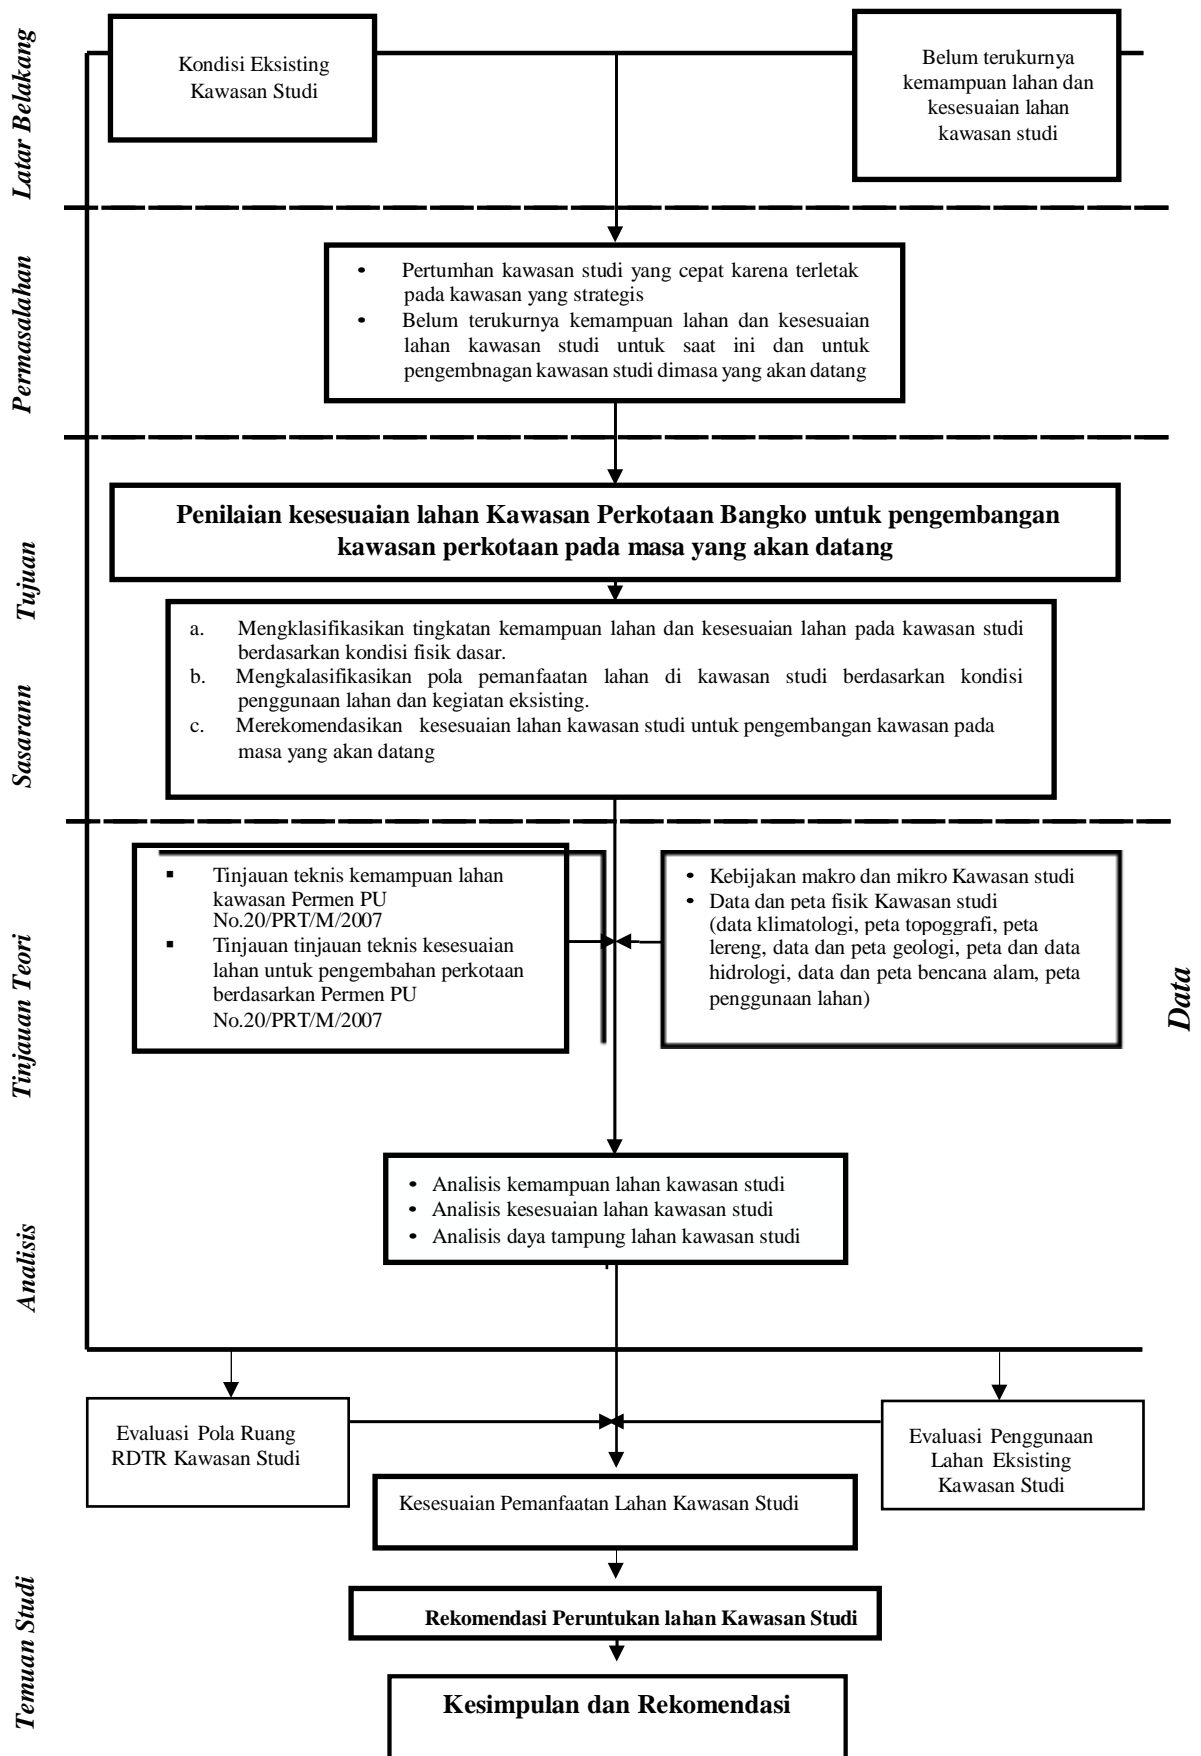 Latar Belakang
Kondisi Eksisting
Kawasan Studi
Belum terukurnya
kemampuan lahan dan
kesesuaian lahan
kawasan studi
Permasalahan
• Pertumhan kawasan studi yang cepat karena terletak
pada kawasan yang strategis
• Belum terukurnya kemampuan lahan dan kesesuaian
lahan kawasan studi untuk saat ini dan untuk
pengembnagan kawasan studi dimasa yang akan datang
Tujuan
Penilaian kesesuaian lahan Kawasan Perkotaan Bangko untuk pengembangan
kawasan perkotaan pada masa yang akan datang
Sasarann
a. Mengklasifikasikan tingkatan kemampuan lahan dan kesesuaian lahan pada kawasan studi
berdasarkan kondisi fisik dasar.
b. Mengkalasifikasikan pola pemanfaatan lahan di kawasan studi berdasarkan kondisi
penggunaan lahan dan kegiatan eksisting.
c. Merekomendasikan kesesuaian lahan kawasan studi untuk pengembangan kawasan pada
masa yang akan datang
Tinjauan Teori
▪ Tinjauan teknis kemampuan lahan
kawasan Permen PU
No.20/PRT/M/2007
▪ Tinjauan tinjauan teknis kesesuaian
lahan untuk pengembahan perkotaan
berdasarkan Permen PU
No.20/PRT/M/2007
• Kebijakan makro dan mikro Kawasan studi
• Data dan peta fisik Kawasan studi
(data klimatologi, peta topoggrafi, peta
lereng, data dan peta geologi, peta dan data
hidrologi, data dan peta bencana alam, peta
penggunaan lahan)
Data
Analisis
• Analisis kemampuan lahan kawasan studi
• Analisis kesesuaian lahan kawasan studi
• Analisis daya tampung lahan kawasan studi
Evaluasi Pola Ruang
RDTR Kawasan Studi
Evaluasi Penggunaan
Lahan Eksisting
Kawasan Studi
Kesesuaian Pemanfaatan Lahan Kawasan Studi
Temuan Studi
Rekomendasi Peruntukan lahan Kawasan Studi
Kesimpulan dan Rekomendasi